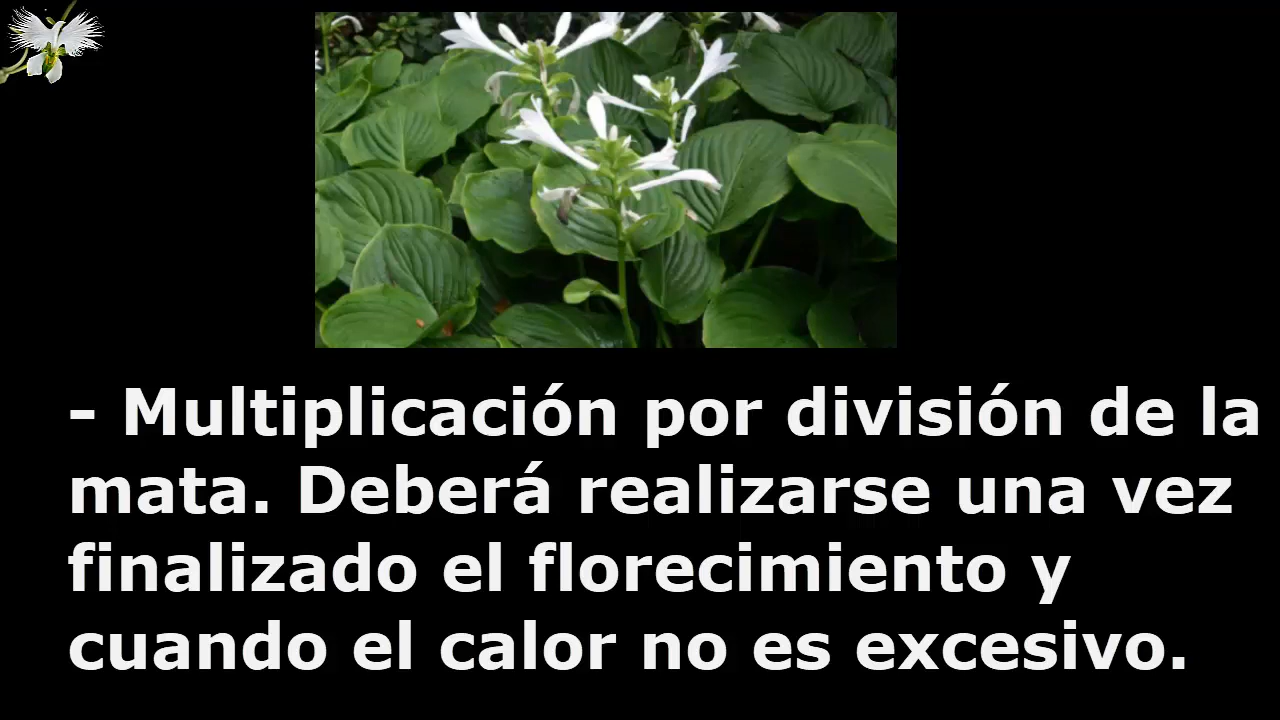 - Multiplicación por división de la
mata. Deberá realizarse una vez
finalizado el florecimiento y
cuando el calor no es excesivo.